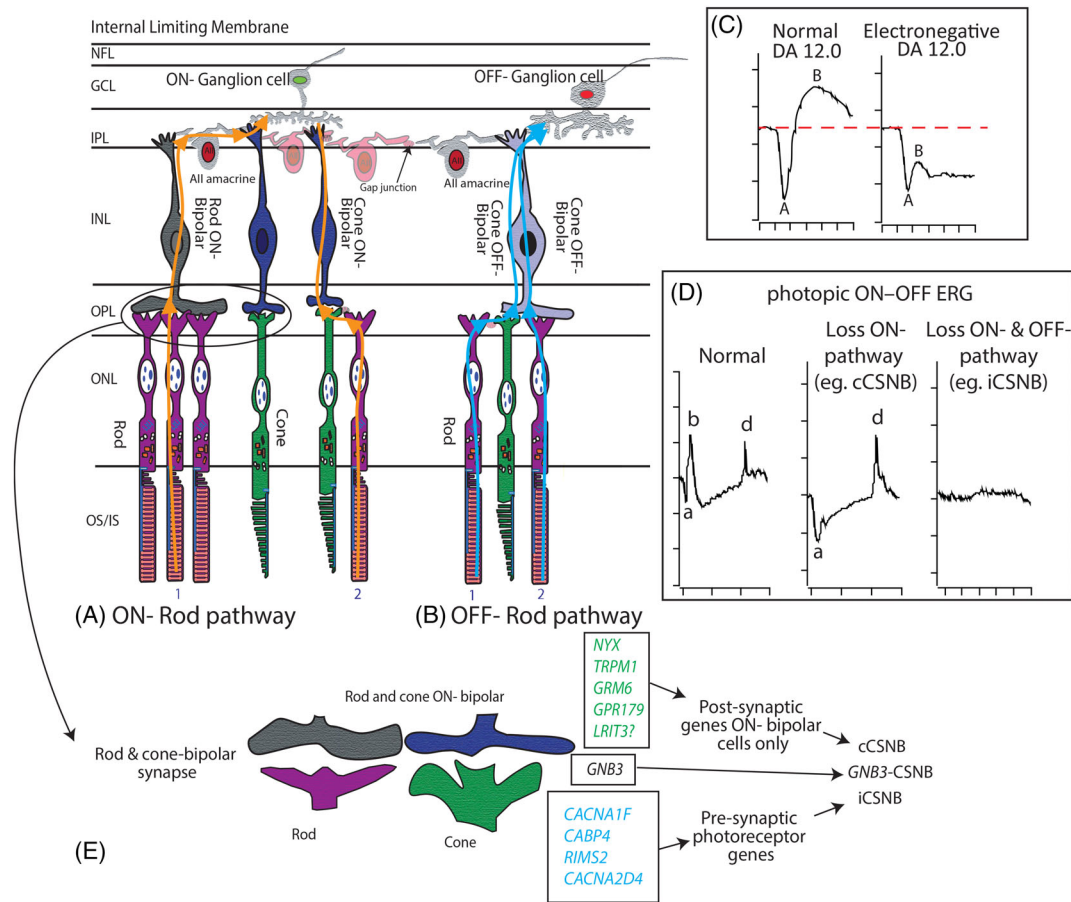 Internal Limiting Membrane
NFL
GCL
IPL
INL
OPL
ONL
OS/IS
ON- Ganglion cell
OFF- Ganglion cell
AII
AII amacrine
Gap junction
AII
AII amacrine
Rod ON-
Bipolar
Cone ON-
Bipolar
Cone OFF-
Bipolar
Cone OFF-
Bipolar
Rod
Cone
Rod
1
2
1
2
(A) ON- Rod pathway
(B) OFF- Rod pathway
(C)
Normal
DA 12.0
Electronegative
DA 12.0
B
A
B
A
(D)
photopic ON–OFF ERG
Normal
Loss ON-
pathway
(eg. cCSNB)
Loss ON- & OFF-
pathway
(eg. iCSNB)
b
d
a
d
a
(E)
Rod & cone-bipolar
synapse
Rod and cone ON- bipolar
Rod
Cone
NYX
TRPM1
GRM6
GPR179
LRIT3?
GNB3
CACNA1F
CABP4
RIMS2
CACNA2D4
Post-synaptic
genes ON- bipolar
cells only
Pre-synaptic
photoreceptor
genes
cCSNB
GNB3-CSNB
iCSNB